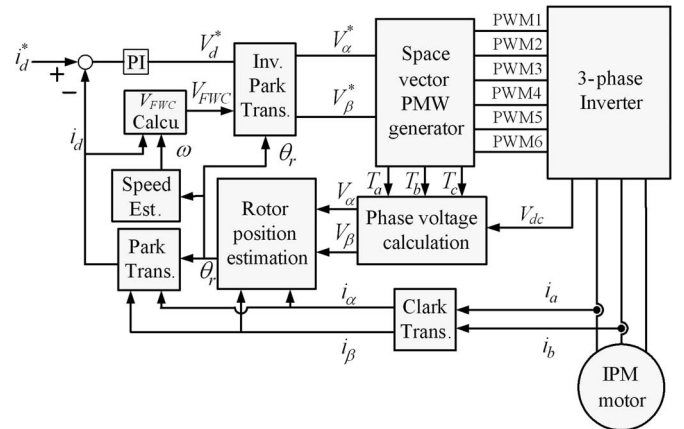 i_d^*
+
−
PI
V_d^*
Inv.
Park
Trans.
V_α^*
V_β^*
Space
vector
PMW
generator
PWM1
PWM2
PWM3
PWM4
PWM5
PWM6
3-phase
Inverter
V_FWC
Calcu.
V_FWC
i_d
ω
θ_r
Speed
Est.
T_a
T_b
T_c
V_α
V_β
Rotor
position
estimation
Phase voltage
calculation
V_dc
Park
Trans.
θ_r
i_α
i_β
Clark
Trans.
i_a
i_b
IPM
motor